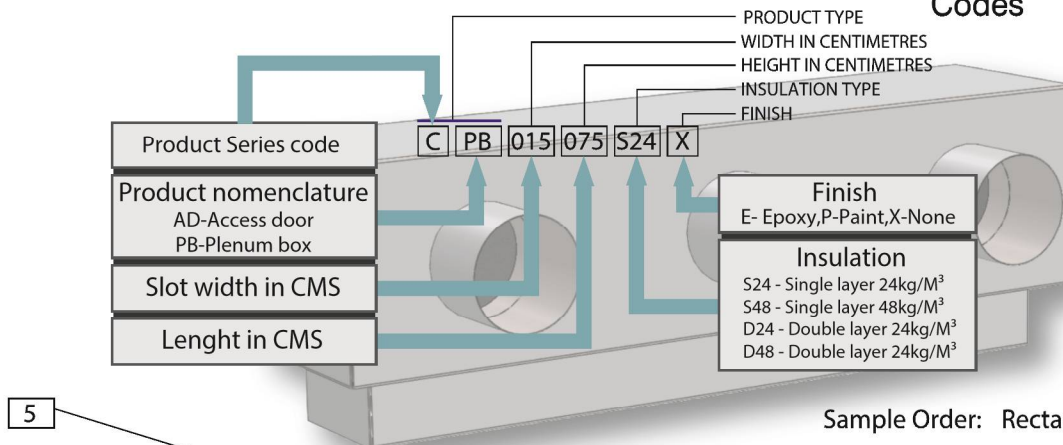 Codes
PRODUCT TYPE
WIDTH IN CENTIMETRES
HEIGHT IN CENTIMETRES
INSULATION TYPE
FINISH
C PB 015 075 S24 X
Product Series code
Product nomenclature
AD-Access door
PB-Plenum box
Slot width in CMS
Lenght in CMS
Finish
E- Epoxy,P-Paint,X-None
Insulation
S24 - Single layer 24kg/M³
S48 - Single layer 48kg/M³
D24 - Double layer 24kg/M³
D48 - Double layer 24kg/M³
5
Sample Order: Recta